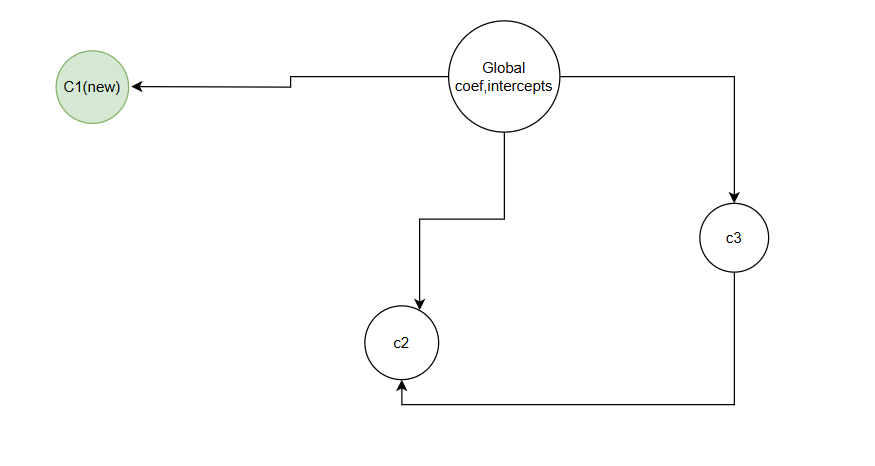 Global
coef,intercepts
C1(new)
c3
c2